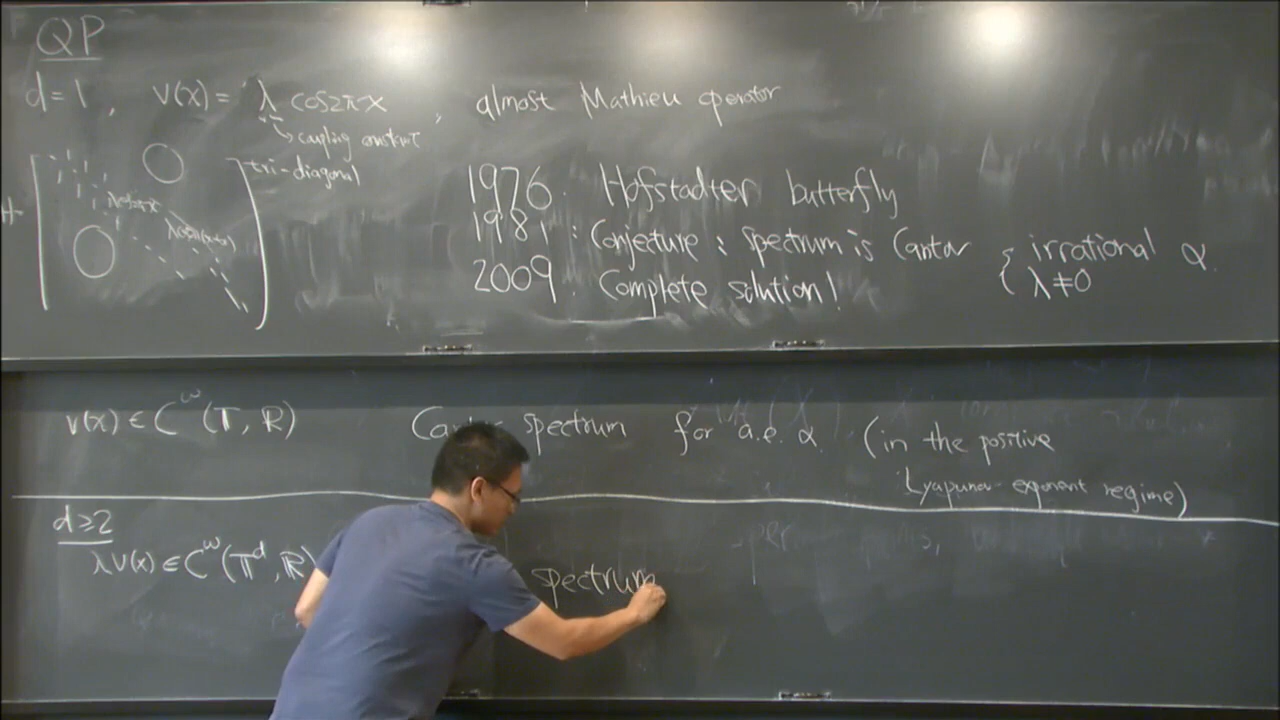 QP
d=1, v(x)= λ cos2πx, almost Mathieu operator
coupling constant
tri-diagonal
1976: Hofstadter butterfly
1981: Conjecture: spectrum is Cantor { irrational α.
λ≠0
2009: Complete solution!
v(x) ∈ C^ω(T, R) spectrum for a.e. α (in the positive
Lyapunov exponent regime)
d≥2
λv(x) ∈ C^ω(T^d, R) spectrum